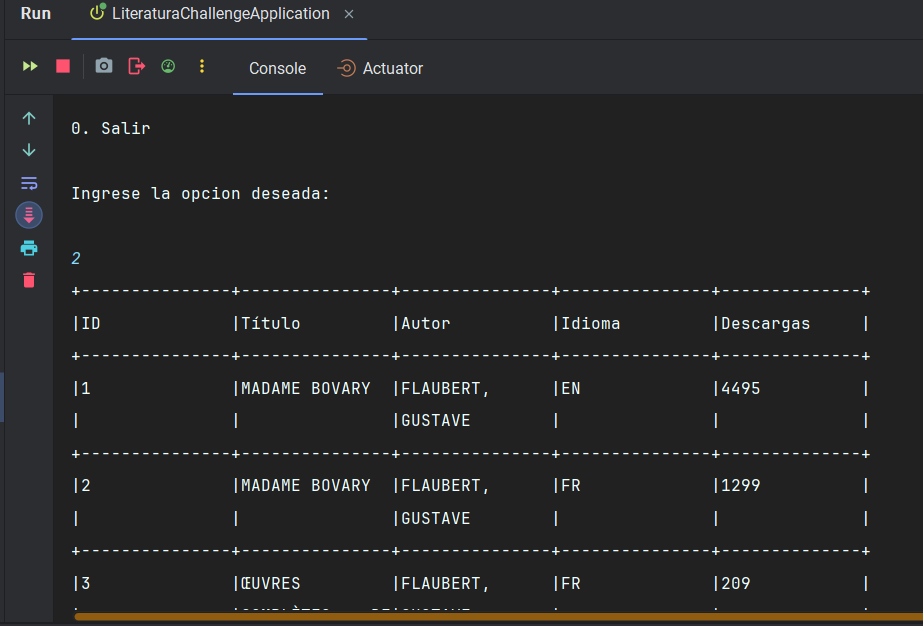 Run LiteraturaChallengeApplication
Console Actuator
0. Salir
Ingrese la opcion deseada:
2
+---------------+---------------+---------------+---------------+--------------+
|ID |Título |Autor |Idioma |Descargas |
+---------------+---------------+---------------+---------------+--------------+
|1 |MADAME BOVARY |FLAUBERT, |EN |4495 |
| | |GUSTAVE | | |
+---------------+---------------+---------------+---------------+--------------+
|2 |MADAME BOVARY |FLAUBERT, |FR |1299 |
| | |GUSTAVE | | |
+---------------+---------------+---------------+---------------+--------------+
|3 |ŒUVRES |FLAUBERT, |FR |209 |